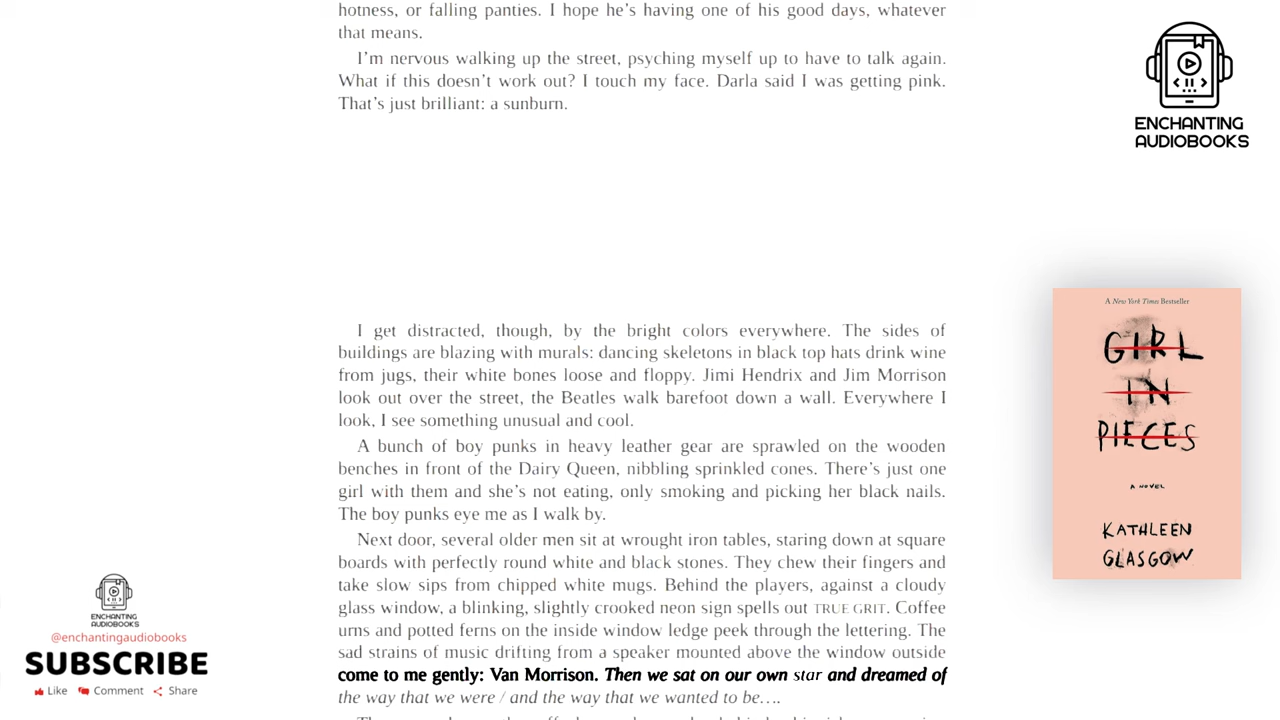 hotness, or falling panties. I hope he's having one of his good days, whatever
that means.
I'm nervous walking up the street, psyching myself up to have to talk again.
What if this doesn't work out? I touch my face. Darla said I was getting pink.
That's just brilliant: a sunburn.
I get distracted, though, by the bright colors everywhere. The sides of
buildings are blazing with murals: dancing skeletons in black top hats drink wine
from jugs, their white bones loose and floppy. Jimi Hendrix and Jim Morrison
look out over the street, the Beatles walk barefoot down a wall. Everywhere I
look, I see something unusual and cool.
A bunch of boy punks in heavy leather gear are sprawled on the wooden
benches in front of the Dairy Queen, nibbling sprinkled cones. There's just one
girl with them and she's not eating, only smoking and picking her black nails.
The boy punks eye me as I walk by.
Next door, several older men sit at wrought iron tables, staring down at square
boards with perfectly round white and black stones. They chew their fingers and
take slow sips from chipped white mugs. Behind the players, against a cloudy
glass window, a blinking, slightly crooked neon sign spells out TRUE GRIT. Coffee
urns and potted ferns on the inside window ledge peek through the lettering. The
sad strains of music drifting from a speaker mounted above the window outside
come to me gently: Van Morrison. Then we sat on our own star and dreamed of
the way that we were / and the way that we wanted to be….
ENCHANTING
AUDIOBOOKS
A New York Times Bestseller
GIRL
IN
PIECES
A NOVEL
KATHLEEN
GLASGOW
ENCHANTING
AUDIOBOOKS
@enchantingaudiobooks
SUBSCRIBE
Like Comment Share